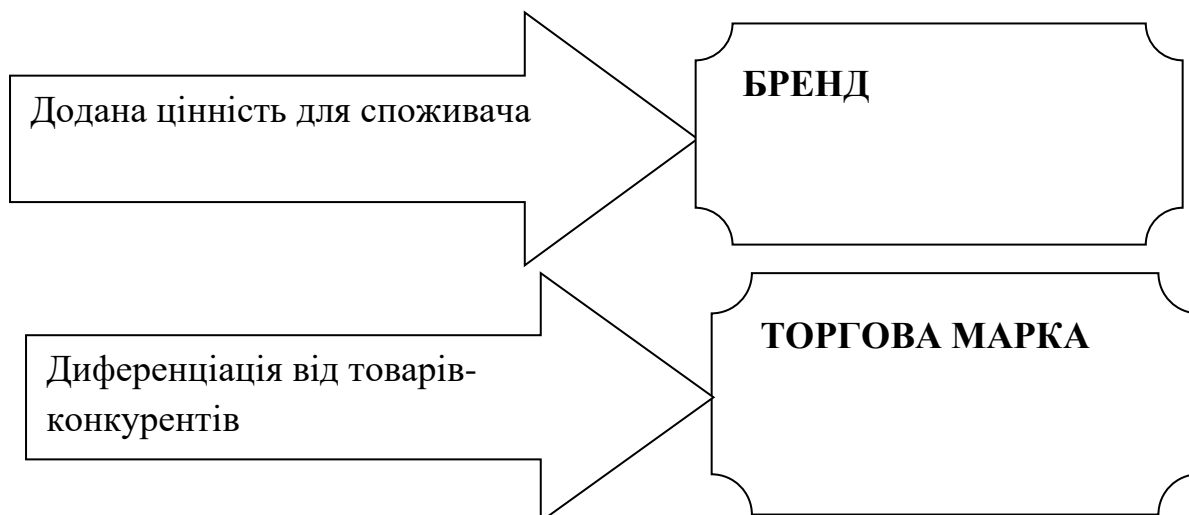 Додана цінність для споживача
БРЕНД
Диференціація від товарів-
конкурентів
ТОРГОВА МАРКА